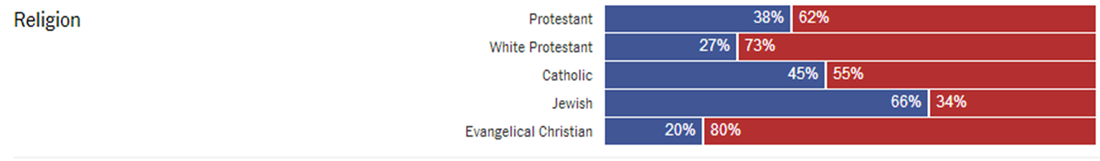 Religion
Protestant 38% 62%
White Protestant 27% 73%
Catholic 45% 55%
Jewish 66% 34%
Evangelical Christian 20% 80%